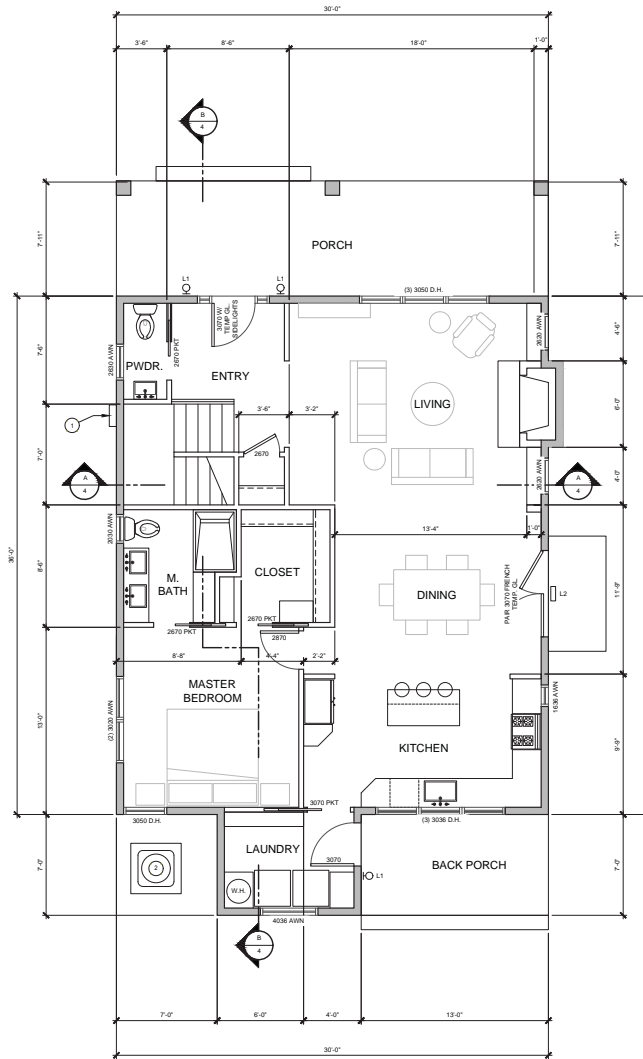 30'-0"
3'-6"
8'-6"
18'-0"
1'-0"
B
4
7'-11"
7'-11"
PORCH
L1
L1
(3) 3050 D.H.
3070 W/
TEMP GL.
SIDELIGHTS
2670 PKT
2620 AWN
4'-6"
7'-6"
2630 AWN
PWDR.
ENTRY
LIVING
6'-0"
3'-6"
3'-2"
1
7'-0"
2670
A
4
A
4
2620 AWN
4'-0"
36'-0"
13'-4"
1'-0"
2030 AWN
8'-6"
M.
BATH
CLOSET
DINING
PAIR 3070 FRENCH
TEMP. GL.
L2
11'-9"
2670 PKT
2670 PKT
2870
8'-8"
4'-4"
2'-2"
MASTER
BEDROOM
1636 AWN
(2) 3020 AWN
13'-0"
KITCHEN
9'-9"
3070 PKT
3050 D.H.
(3) 3036 D.H.
LAUNDRY
3070
BACK PORCH
2
L1
W.H.
7'-0"
7'-0"
4036 AWN
B
4
7'-0"
6'-0"
4'-0"
13'-0"
30'-0"